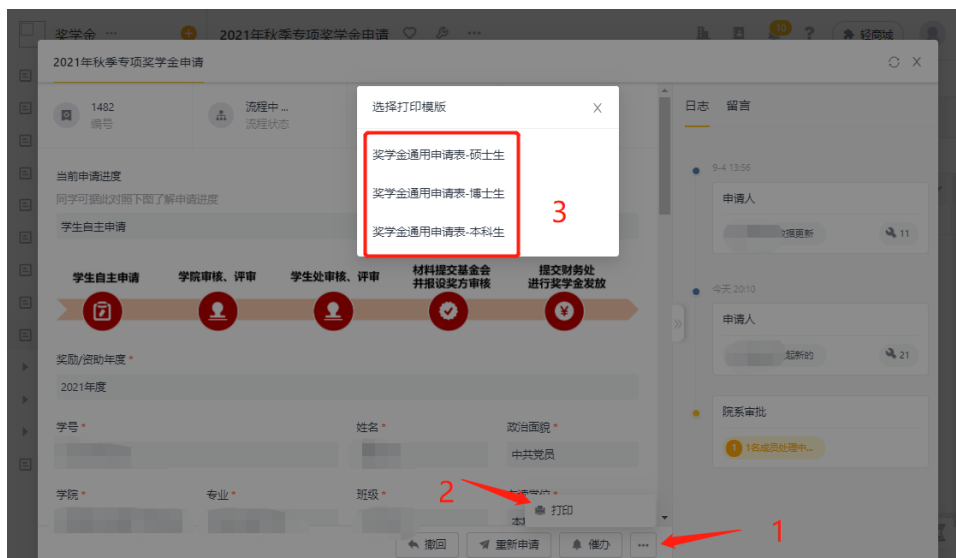 奖学金 ...
2021年秋季专项奖学金申请 ...
10
?
轻商城
2021年秋季专项奖学金申请
X
1482
编号
流程中 ...
流程状态
选择打印模版
X
奖学金通用申请表-硕士生
奖学金通用申请表-博士生
奖学金通用申请表-本科生
3
当前申请进度
同学可据此对照下图了解申请进度
学生自主申请
学生自主申请
学院审核、评审
学生处审核、评审
材料提交基金会
并报设奖方审核
提交财务处
进行奖学金发放
¥
奖励/资助年度 *
2021年度
学号 *
姓名 *
政治面貌 *
中共党员
学院 *
专业 *
班级 *
2
打印
撤回
重新申请
催办
...
1
日志
留言
9-4 13:56
申请人
据更新
11
今天 20:10
申请人
起新的
21
院系审批
1
1名成员处理中...